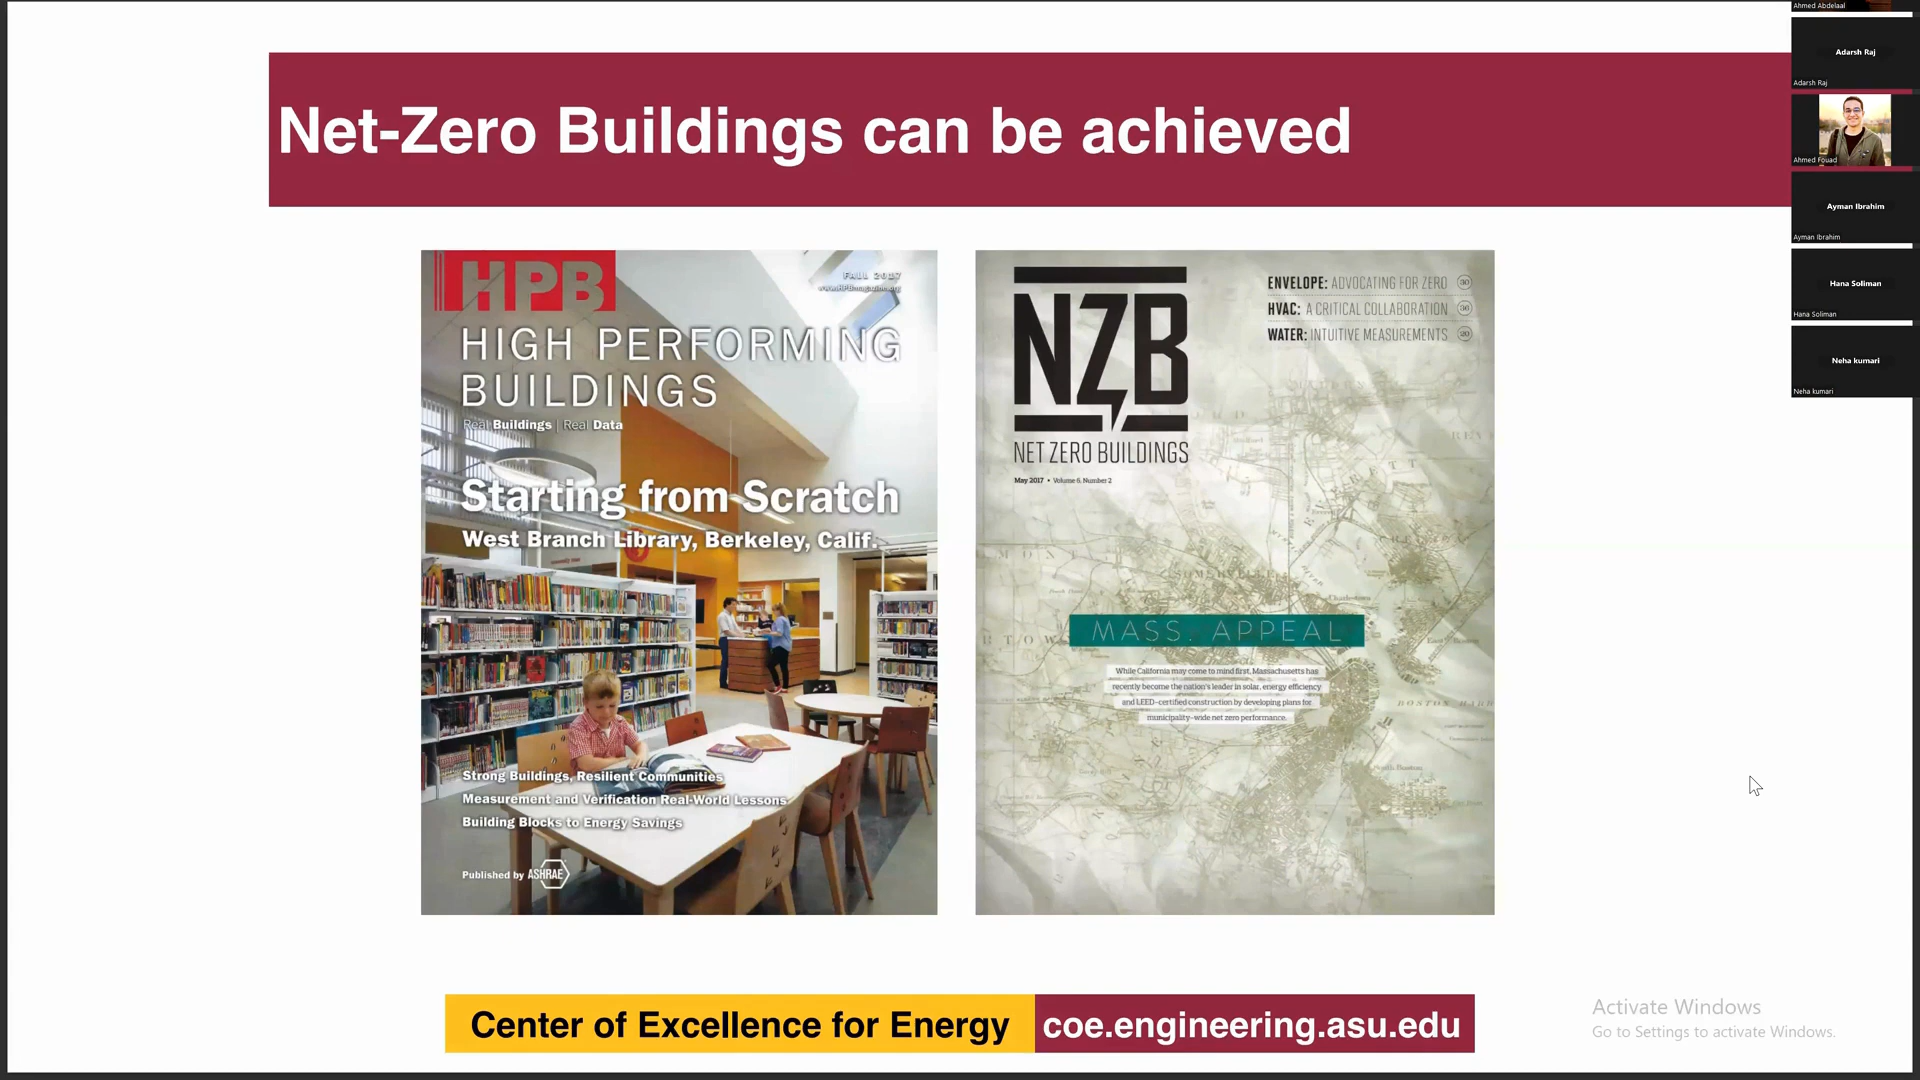 Net-Zero Buildings can be achieved
HPB
FALL 2017
www.HPBmagazine.org
HIGH PERFORMING
BUILDINGS
Real Buildings | Real Data
Starting from Scratch
West Branch Library, Berkeley, Calif.
Strong Buildings, Resilient Communities
Measurement and Verification Real-World Lessons
Building Blocks to Energy Savings
Published by ASHRAE
NZB
NET ZERO BUILDINGS
May 2017 • Volume 6, Number 2
ENVELOPE: ADVOCATING FOR ZERO 30
HVAC: A CRITICAL COLLABORATION 36
WATER: INTUITIVE MEASUREMENTS
MASS. APPEAL
While California may come to mind first, Massachusetts has
recently become the nation's leader in solar, energy efficiency
and LEED-certified construction by developing plans for
municipality-wide net zero performance.
Center of Excellence for Energy
coe.engineering.asu.edu
Ahmed Abdelaal
Adarsh Raj
Adarsh Raj
Ahmed Fouad
Ayman Ibrahim
Ayman Ibrahim
Hana Soliman
Hana Soliman
Neha kumari
Neha kumari
Activate Windows
Go to Settings to activate Windows.